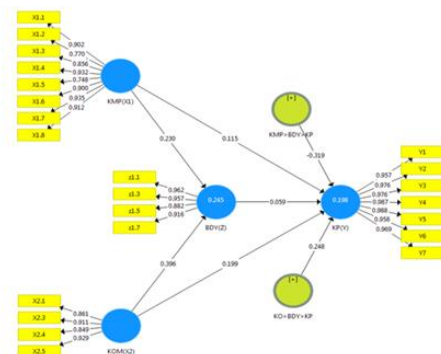 X1.1
X1.2
X1.3
X1.4
X1.5
X1.6
X1.7
X1.8
0.902
0.770
0.856
0.932
0.748
0.900
0.935
0.912
KMP(X1)
[+]
KMP>BDY>KP
0.230
0.115
-0.319
z1.1
z1.3
z1.5
z1.7
0.962
0.957
0.882
0.916
0.245
BDY(Z)
0.059
0.198
KP(Y)
Y1
Y2
Y3
Y4
Y5
Y6
Y7
0.957
0.976
0.976
0.987
0.968
0.956
0.969
0.396
0.199
0.248
[+]
KO>BDY>KP
X2.1
X2.3
X2.4
X2.5
0.861
0.911
0.849
0.929
KOM(X2)